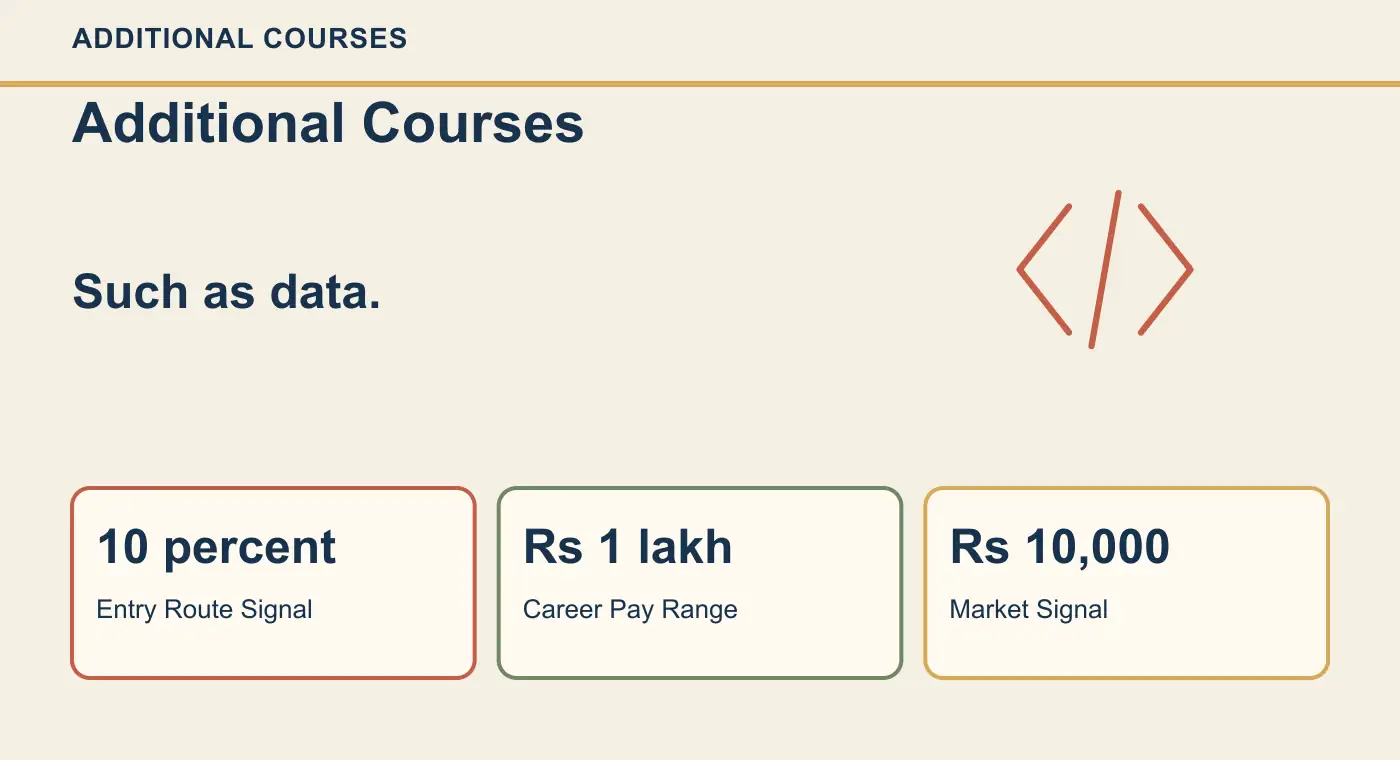 ADDITIONAL COURSES
Additional Courses
Such as data.
10 percent
Entry Route Signal
Rs 1 lakh
Career Pay Range
Rs 10,000
Market Signal